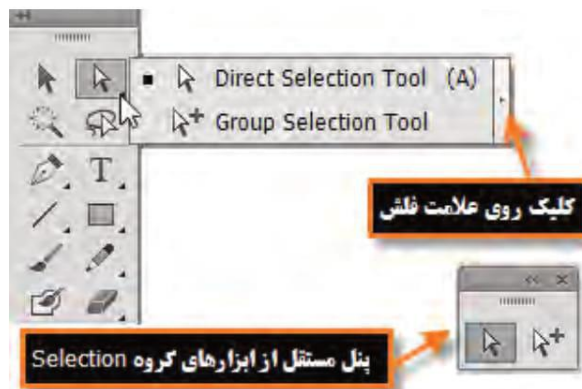 Direct Selection Tool (A)
Group Selection Tool
کلیک روی علامت فلش
پنل مستقل از ابزارهای گروه Selection